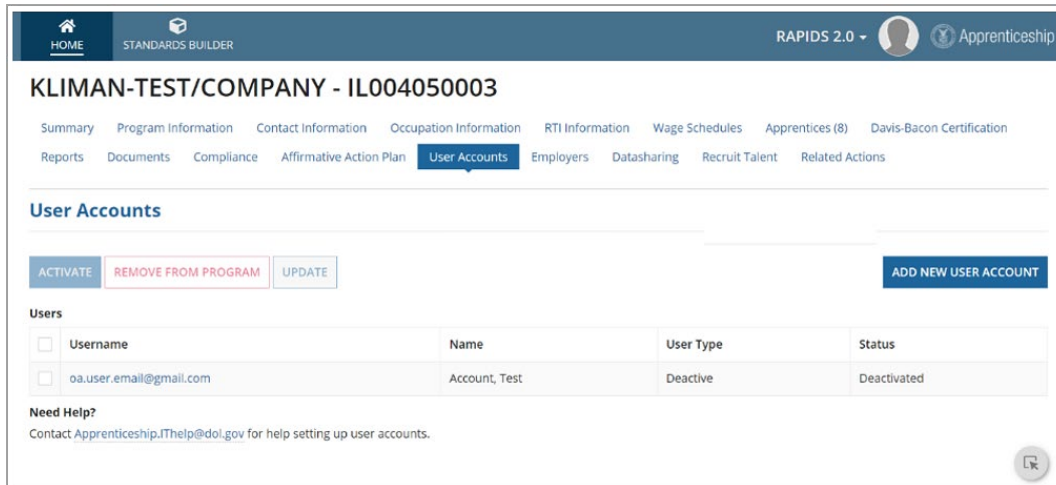 HOME STANDARDS BUILDER RAPIDS 2.0 Apprenticeship
KLIMAN-TEST/COMPANY - IL004050003
Summary Program Information Contact Information Occupation Information RTI Information Wage Schedules Apprentices (8) Davis-Bacon Certification
Reports Documents Compliance Affirmative Action Plan User Accounts Employers Datasharing Recruit Talent Related Actions
User Accounts
ACTIVATE REMOVE FROM PROGRAM UPDATE ADD NEW USER ACCOUNT
Users
Username Name User Type Status
oa.user.email@gmail.com Account, Test Deactive Deactivated
Need Help?
Contact Apprenticeship.IThelp@dol.gov for help setting up user accounts.